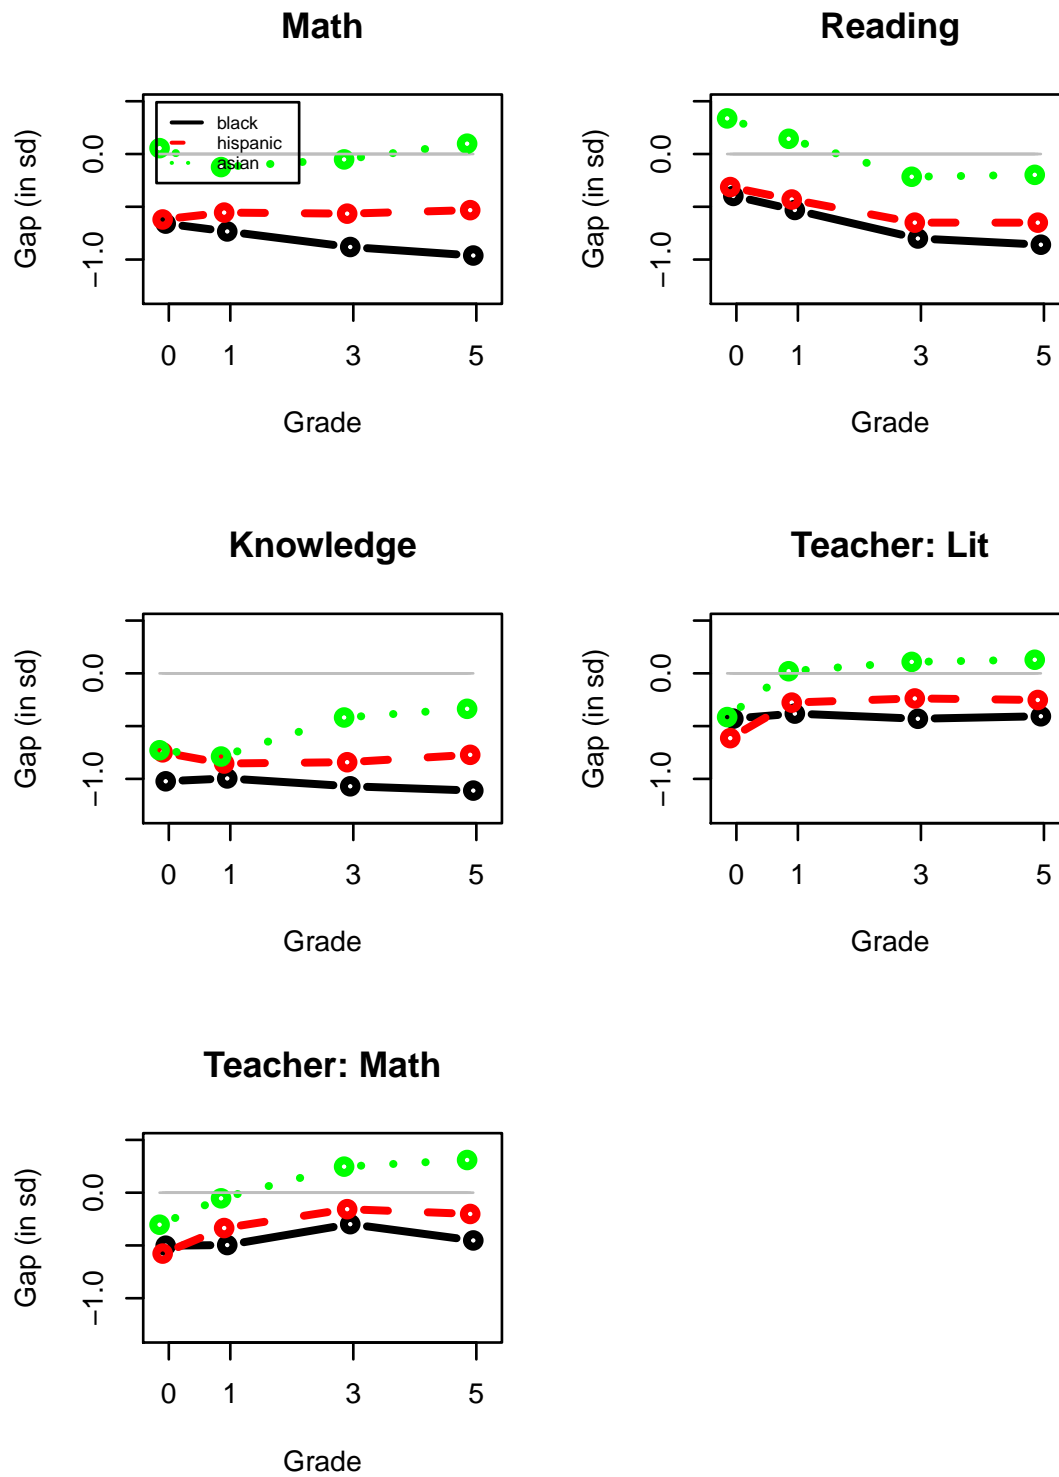 Math
Gap (in sd)
0.0
−1.0
black
hispanic
asian
0 1 3 5
Grade
Reading
Gap (in sd)
0.0
−1.0
0 1 3 5
Grade
Knowledge
Gap (in sd)
0.0
−1.0
0 1 3 5
Grade
Teacher: Lit
Gap (in sd)
0.0
−1.0
0 1 3 5
Grade
Teacher: Math
Gap (in sd)
0.0
−1.0
0 1 3 5
Grade